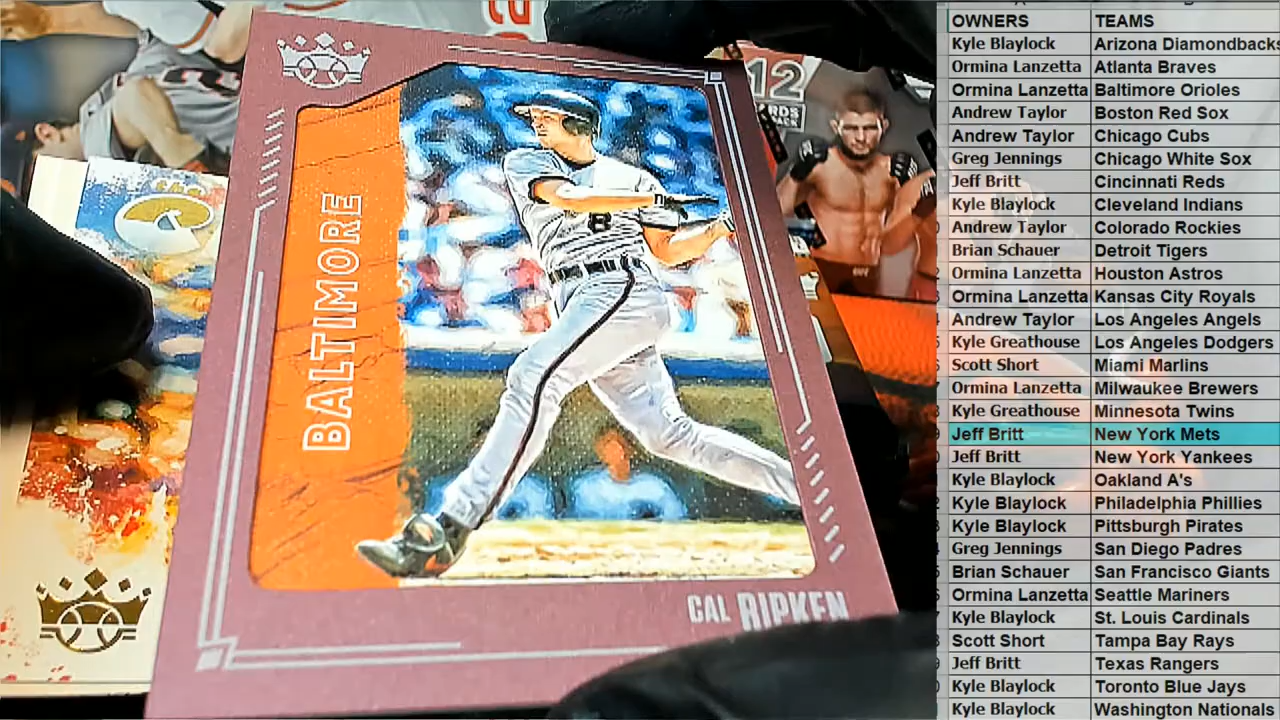 BALTIMORE
8
CAL RIPKEN
12
OWNERS TEAMS
Kyle Blaylock Arizona Diamondbacks
Ormina Lanzetta Atlanta Braves
Ormina Lanzetta Baltimore Orioles
Andrew Taylor Boston Red Sox
Andrew Taylor Chicago Cubs
Greg Jennings Chicago White Sox
Jeff Britt Cincinnati Reds
Kyle Blaylock Cleveland Indians
Andrew Taylor Colorado Rockies
Brian Schauer Detroit Tigers
Ormina Lanzetta Houston Astros
Ormina Lanzetta Kansas City Royals
Andrew Taylor Los Angeles Angels
Kyle Greathouse Los Angeles Dodgers
Scott Short Miami Marlins
Ormina Lanzetta Milwaukee Brewers
Kyle Greathouse Minnesota Twins
Jeff Britt New York Mets
Jeff Britt New York Yankees
Kyle Blaylock Oakland A's
Kyle Blaylock Philadelphia Phillies
Kyle Blaylock Pittsburgh Pirates
Greg Jennings San Diego Padres
Brian Schauer San Francisco Giants
Ormina Lanzetta Seattle Mariners
Kyle Blaylock St. Louis Cardinals
Scott Short Tampa Bay Rays
Jeff Britt Texas Rangers
Kyle Blaylock Toronto Blue Jays
Kyle Blaylock Washington Nationals